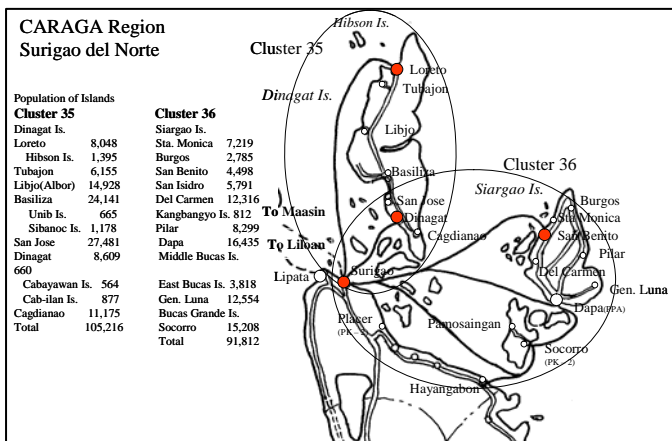 CARAGA Region
Surigao del Norte
Population of Islands
Cluster 35
Dinagat Is.
Loreto 8,048
Hibson Is. 1,395
Tubajon 6,155
Libjo(Albor) 14,928
Basiliza 24,141
Unib Is. 665
Sibanoc Is. 1,178
San Jose 27,481
Dinagat 8,609
660
Cabayawan Is. 564
Cab-ilan Is. 877
Cagdianao 11,175
Total 105,216
Cluster 36
Siargao Is.
Sta. Monica 7,219
Burgos 2,785
San Benito 4,498
San Isidro 5,791
Del Carmen 12,316
Kangbangyo Is. 812
Pilar 8,299
Dapa 16,435
Middle Bucas Is.
East Bucas Is. 3,818
Gen. Luna 12,554
Bucas Grande Is.
Socorro 15,208
Total 91,812
Hibson Is.
Cluster 35
Loreto
Tubajon
Dinagat Is.
Libjo
Basiliza
San Jose
Dinagat
Cagdianao
To Maasin
To Liloan
Lipata
Surigao
Cluster 36
Siargao Is.
Burgos
Sta Monica
San Benito
Pilar
Del Carmen
Gen. Luna
Dapa(PPA)
Placer
(PK - 2)
Pamosaingan
Socorro
(PK - 2)
Hayangabon